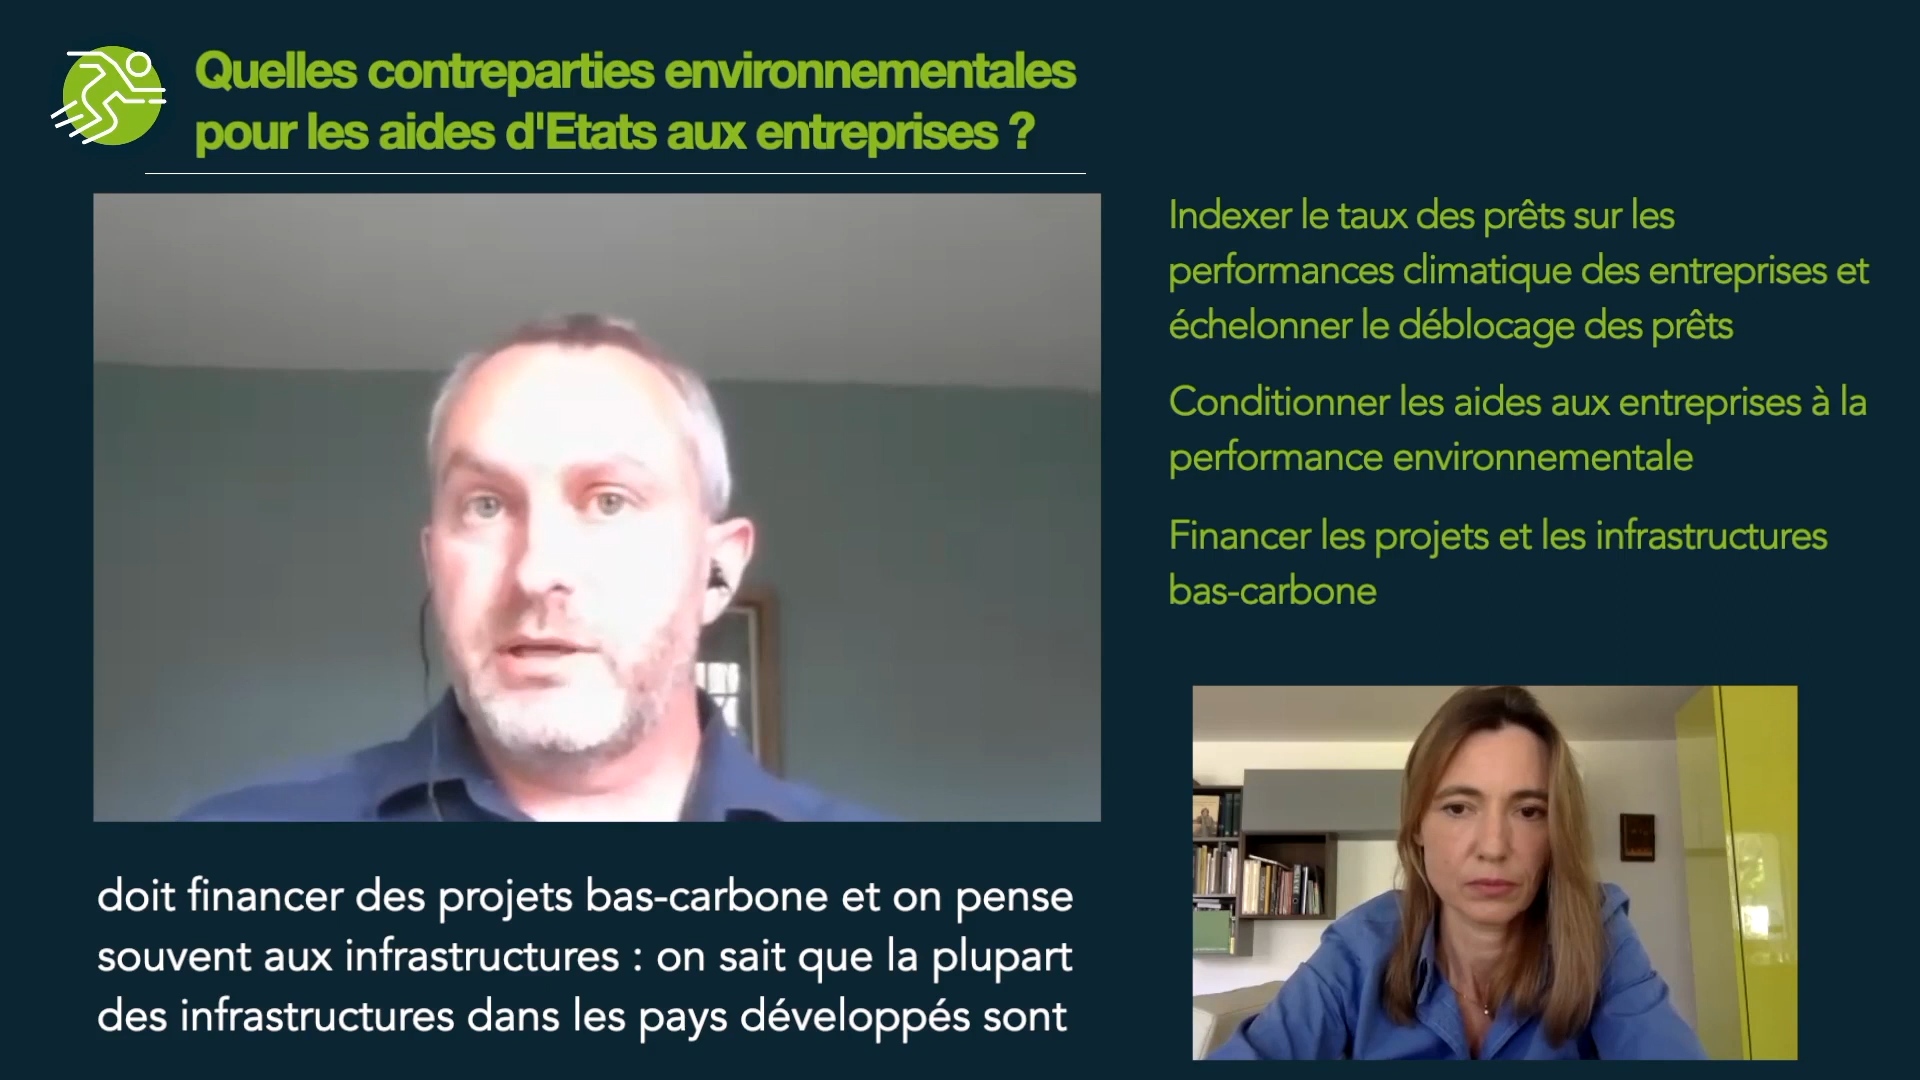 Quelles contreparties environnementales
pour les aides d'Etats aux entreprises ?
Indexer le taux des prêts sur les
performances climatique des entreprises et
échelonner le déblocage des prêts
Conditionner les aides aux entreprises à la
performance environnementale
Financer les projets et les infrastructures
bas-carbone
doit financer des projets bas-carbone et on pense
souvent aux infrastructures : on sait que la plupart
des infrastructures dans les pays développés sont